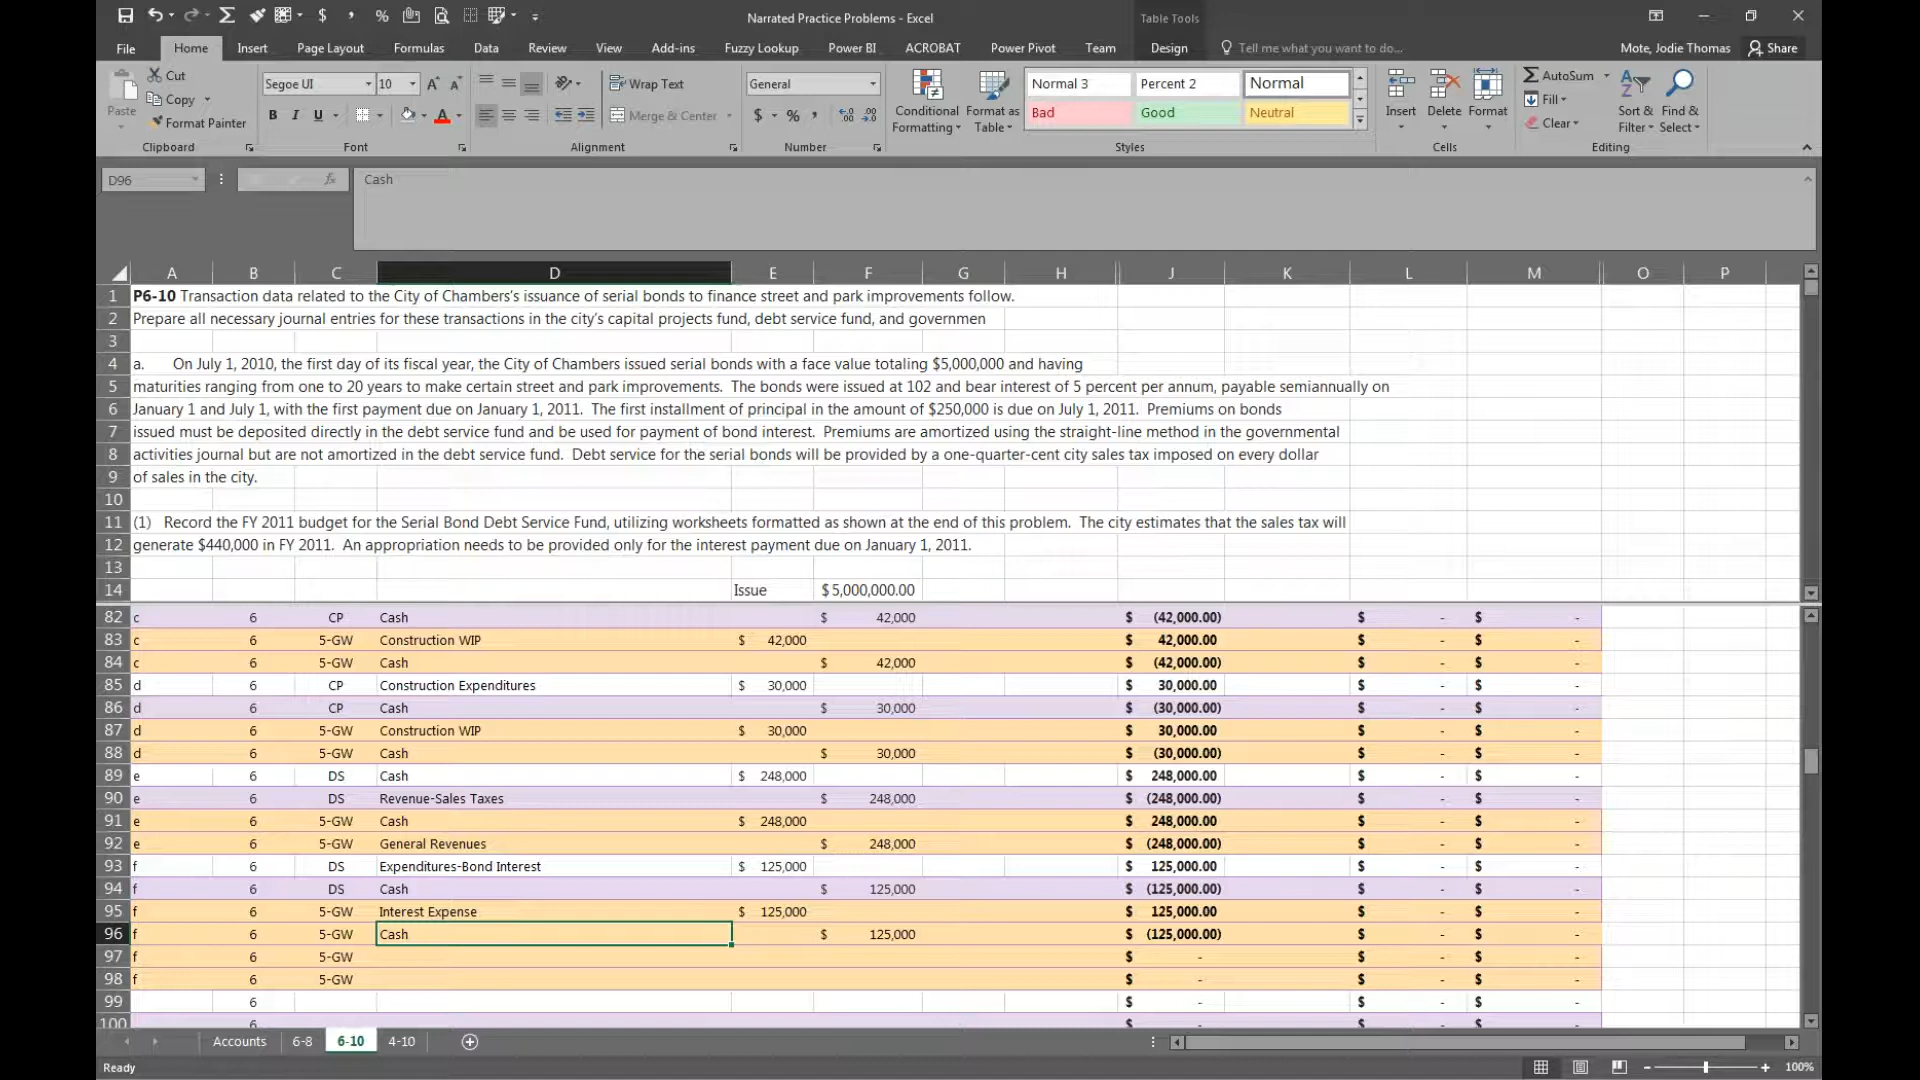 Narrated Practice Problems - Excel
Table Tools
File Home Insert Page Layout Formulas Data Review View Add-ins Fuzzy Lookup Power BI ACROBAT Power Pivot Team Design Tell me what you want to do... Mote, Jodie Thomas Share
Paste Cut Copy Format Painter
Segoe UI 10
Wrap Text
Merge & Center
General
Conditional Formatting
Format as Table
Normal 3 Percent 2 Normal
Bad Good Neutral
Insert Delete Format
AutoSum Fill Clear
Sort & Filter
Find & Select
Clipboard Font Alignment Number Styles Cells Editing
D96 fx Cash
A B C D E F G H J K L M O P
1 P6-10 Transaction data related to the City of Chambers's issuance of serial bonds to finance street and park improvements follow.
2 Prepare all necessary journal entries for these transactions in the city's capital projects fund, debt service fund, and governmen
3
4 a. On July 1, 2010, the first day of its fiscal year, the City of Chambers issued serial bonds with a face value totaling $5,000,000 and having
5 maturities ranging from one to 20 years to make certain street and park improvements. The bonds were issued at 102 and bear interest of 5 percent per annum, payable semiannually on
6 January 1 and July 1, with the first payment due on January 1, 2011. The first installment of principal in the amount of $250,000 is due on July 1, 2011. Premiums on bonds
7 issued must be deposited directly in the debt service fund and be used for payment of bond interest. Premiums are amortized using the straight-line method in the governmental
8 activities journal but are not amortized in the debt service fund. Debt service for the serial bonds will be provided by a one-quarter-cent city sales tax imposed on every dollar
9 of sales in the city.
10
11 (1) Record the FY 2011 budget for the Serial Bond Debt Service Fund, utilizing worksheets formatted as shown at the end of this problem. The city estimates that the sales tax will
12 generate $440,000 in FY 2011. An appropriation needs to be provided only for the interest payment due on January 1, 2011.
13
14 Issue $ 5,000,000.00
82 c 6 CP Cash $ 42,000 $ (42,000.00) $ - $ -
83 c 6 5-GW Construction WIP $ 42,000 $ 42,000.00 $ - $ -
84 c 6 5-GW Cash $ 42,000 $ (42,000.00) $ - $ -
85 d 6 CP Construction Expenditures $ 30,000 $ 30,000.00 $ - $ -
86 d 6 CP Cash $ 30,000 $ (30,000.00) $ - $ -
87 d 6 5-GW Construction WIP $ 30,000 $ 30,000.00 $ - $ -
88 d 6 5-GW Cash $ 30,000 $ (30,000.00) $ - $ -
89 e 6 DS Cash $ 248,000 $ 248,000.00 $ - $ -
90 e 6 DS Revenue-Sales Taxes $ 248,000 $ (248,000.00) $ - $ -
91 e 6 5-GW Cash $ 248,000 $ 248,000.00 $ - $ -
92 e 6 5-GW General Revenues $ 248,000 $ (248,000.00) $ - $ -
93 f 6 DS Expenditures-Bond Interest $ 125,000 $ 125,000.00 $ - $ -
94 f 6 DS Cash $ 125,000 $ (125,000.00) $ - $ -
95 f 6 5-GW Interest Expense $ 125,000 $ 125,000.00 $ - $ -
96 f 6 5-GW Cash $ 125,000 $ (125,000.00) $ - $ -
97 f 6 5-GW $ - $ - $ -
98 f 6 5-GW $ - $ - $ -
99 6 $ - $ - $ -
100 6 $ $ $
Accounts 6-8 6-10 4-10
Ready 100%